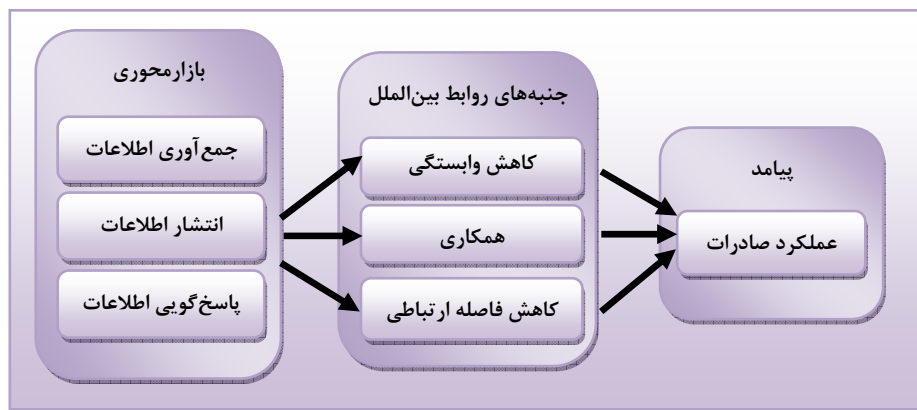 بازارمحوری
جمع‌آوری اطلاعات
انتشار اطلاعات
پاسخ‌گویی اطلاعات
جنبه‌های روابط بین‌الملل
کاهش وابستگی
همکاری
کاهش فاصله ارتباطی
پیامد
عملکرد صادرات